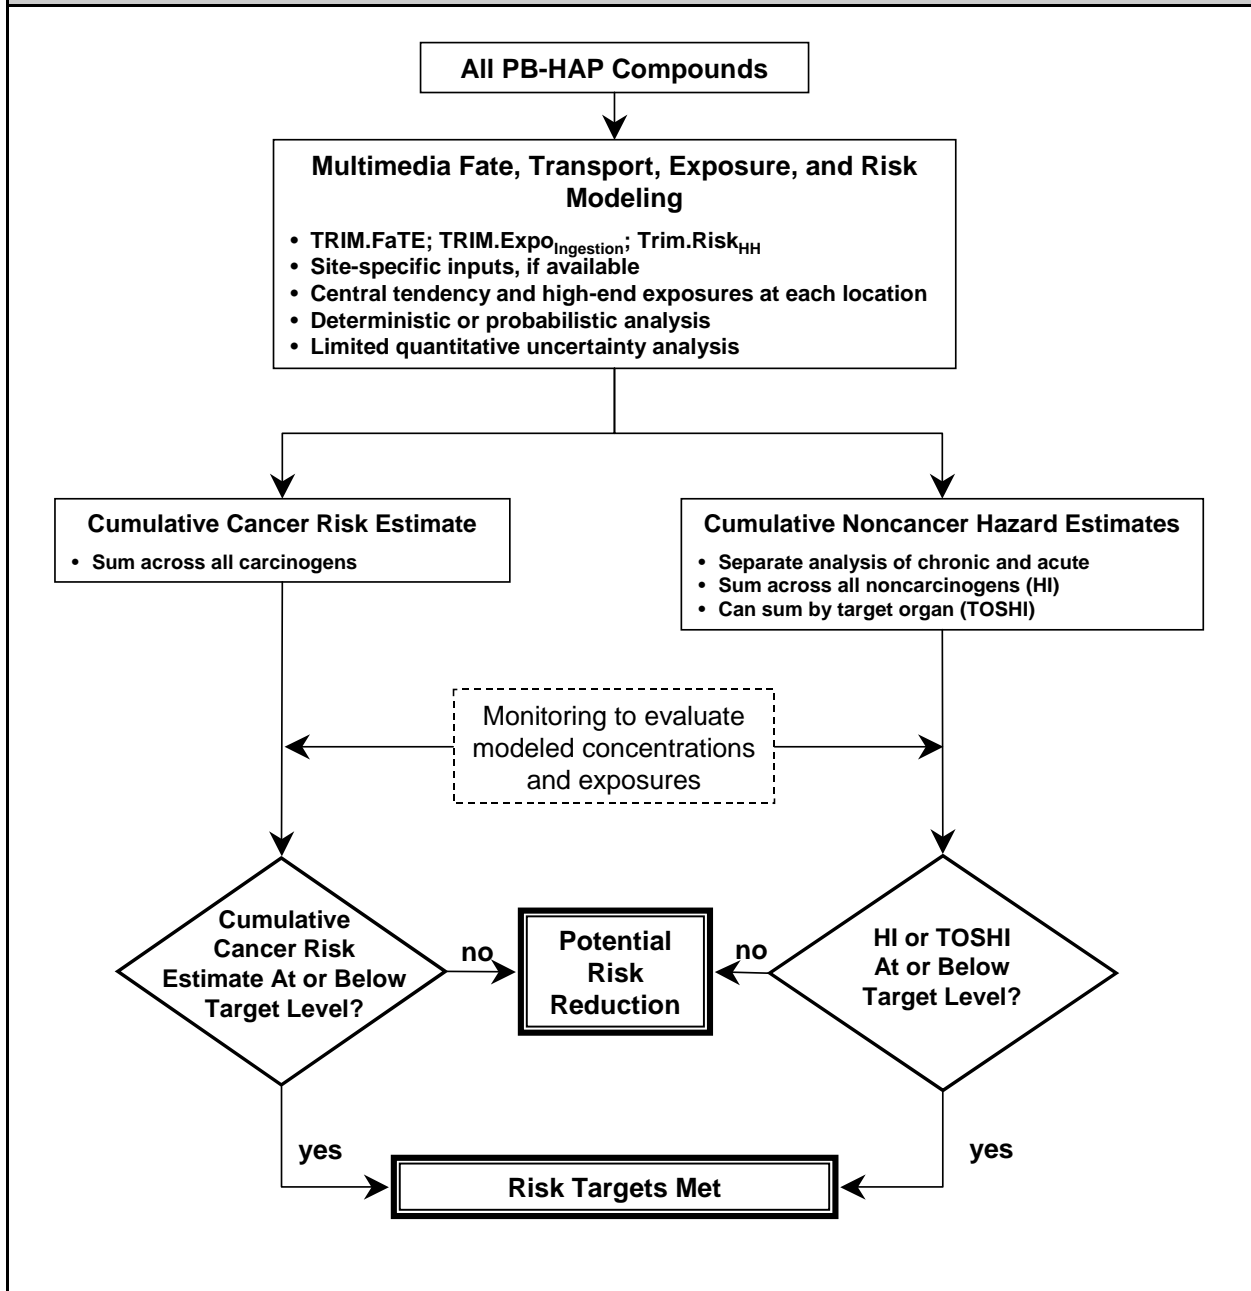 All PB-HAP Compounds
Multimedia Fate, Transport, Exposure, and Risk
Modeling
• TRIM.FaTE; TRIM.Expo Ingestion; Trim.Risk HH
• Site-specific inputs, if available
• Central tendency and high-end exposures at each location
• Deterministic or probabilistic analysis
• Limited quantitative uncertainty analysis
Cumulative Cancer Risk Estimate
• Sum across all carcinogens
Cumulative Noncancer Hazard Estimates
• Separate analysis of chronic and acute
• Sum across all noncarcinogens (HI)
• Can sum by target organ (TOSHI)
Monitoring to evaluate
modeled concentrations
and exposures
Cumulative
Cancer Risk
Estimate At or Below
Target Level?
no
Potential
Risk
Reduction
no
HI or TOSHI
At or Below
Target Level?
yes
yes
Risk Targets Met